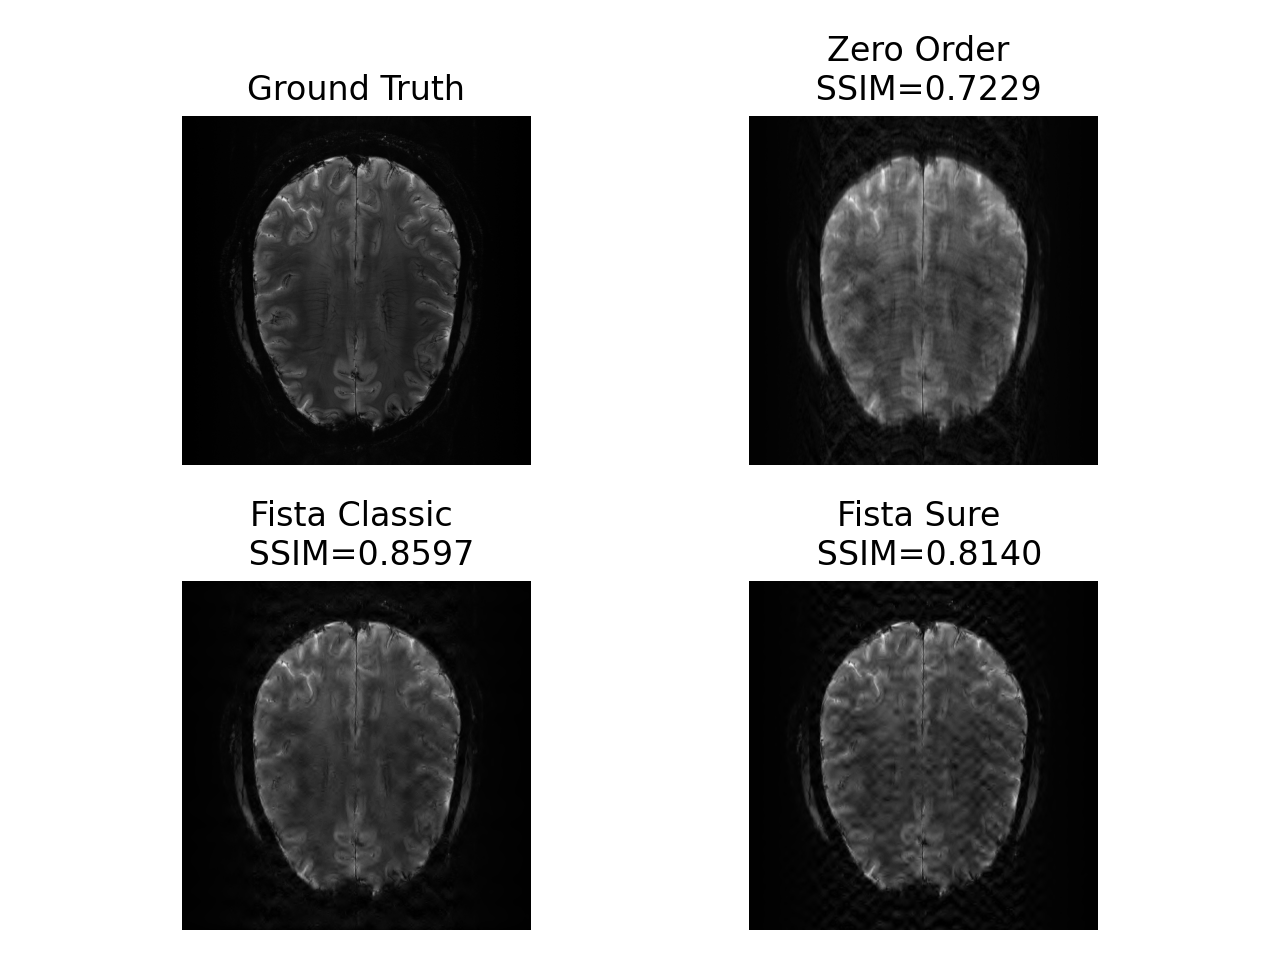 Ground Truth
Zero Order
SSIM=0.7229
Fista Classic
SSIM=0.8597
Fista Sure
SSIM=0.8140